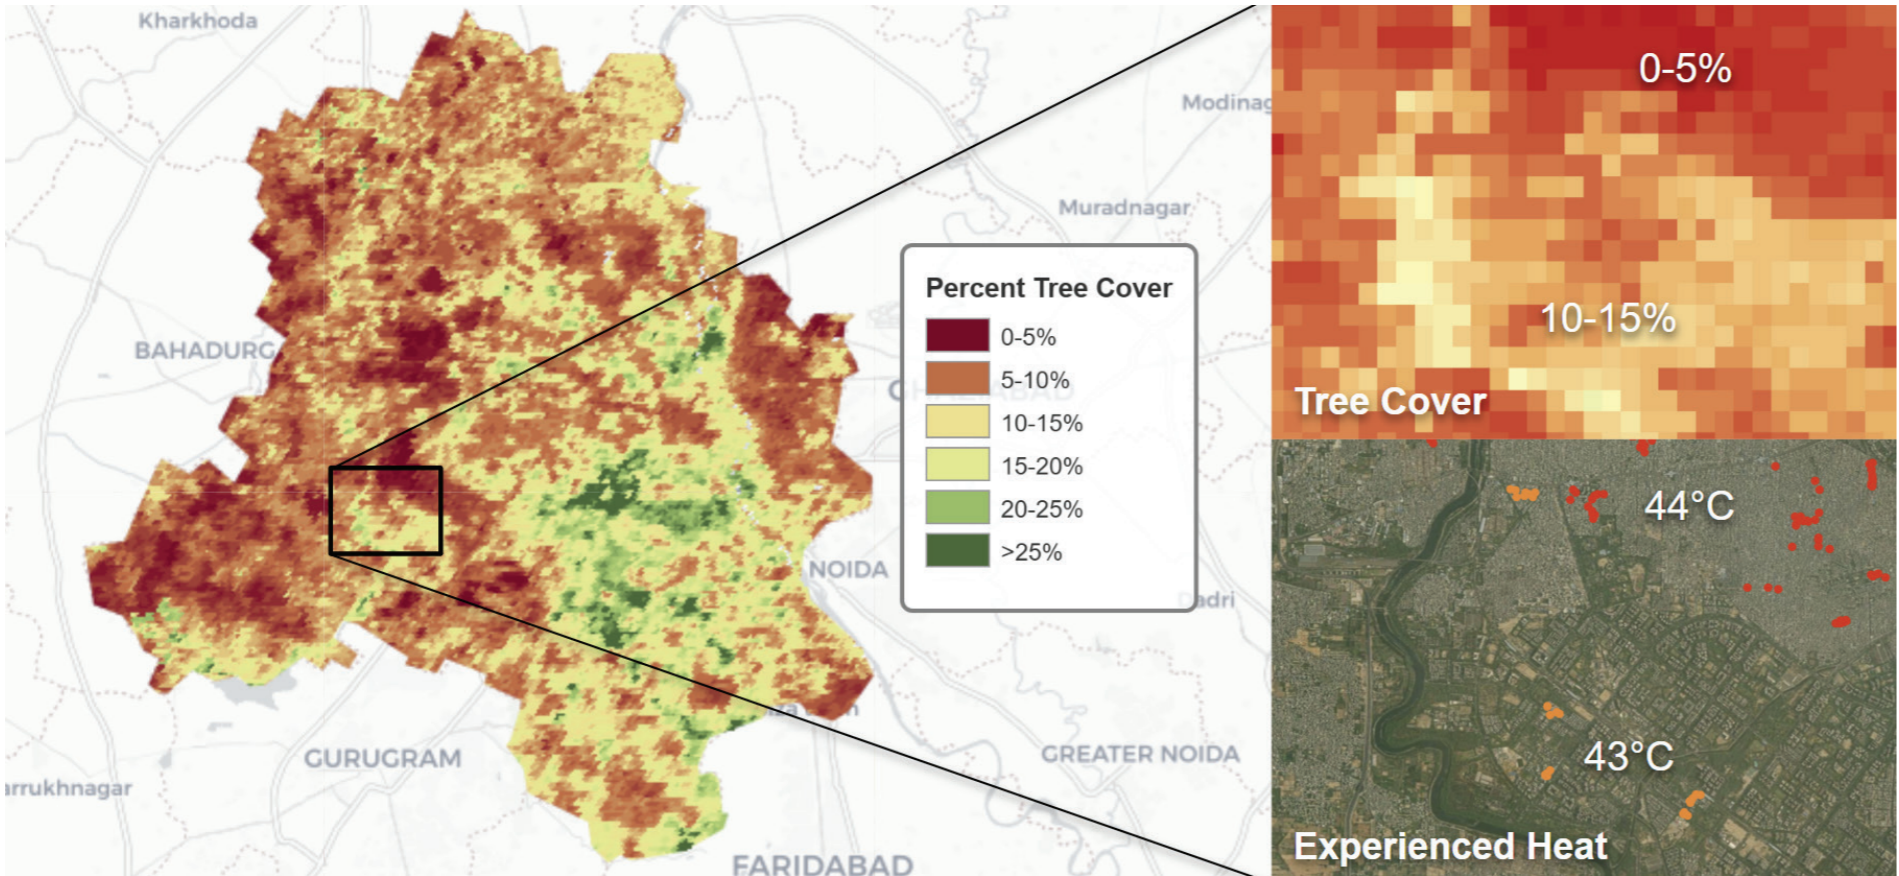 Kharkhoda
Modinag
Muradnagar
BAHADURG
Percent Tree Cover
0-5%
5-10%
10-15%
15-20%
20-25%
>25%
NOIDA
Dadri
GURUGRAM
GREATER NOIDA
arrukhnagar
FARIDABAD
0-5%
10-15%
Tree Cover
44°C
43°C
Experienced Heat